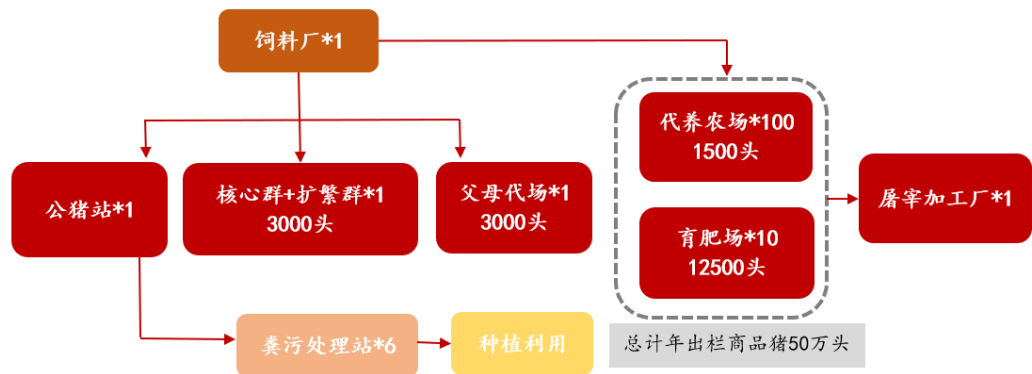 饲料厂*1
公猪站*1
核心群+扩繁群*1
3000头
父母代场*1
3000头
代养农场*100
1500头
育肥场*10
12500头
屠宰加工厂*1
粪污处理站*6
种植利用
总计年出栏商品猪50万头